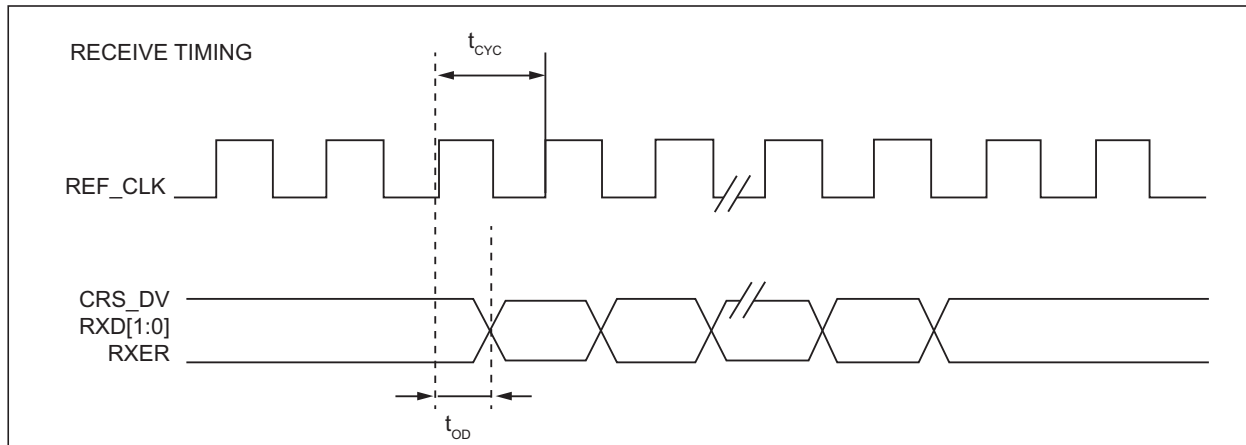 RECEIVE TIMING
tCYC
REF_CLK
CRS_DV
RXD[1:0]
RXER
tOD